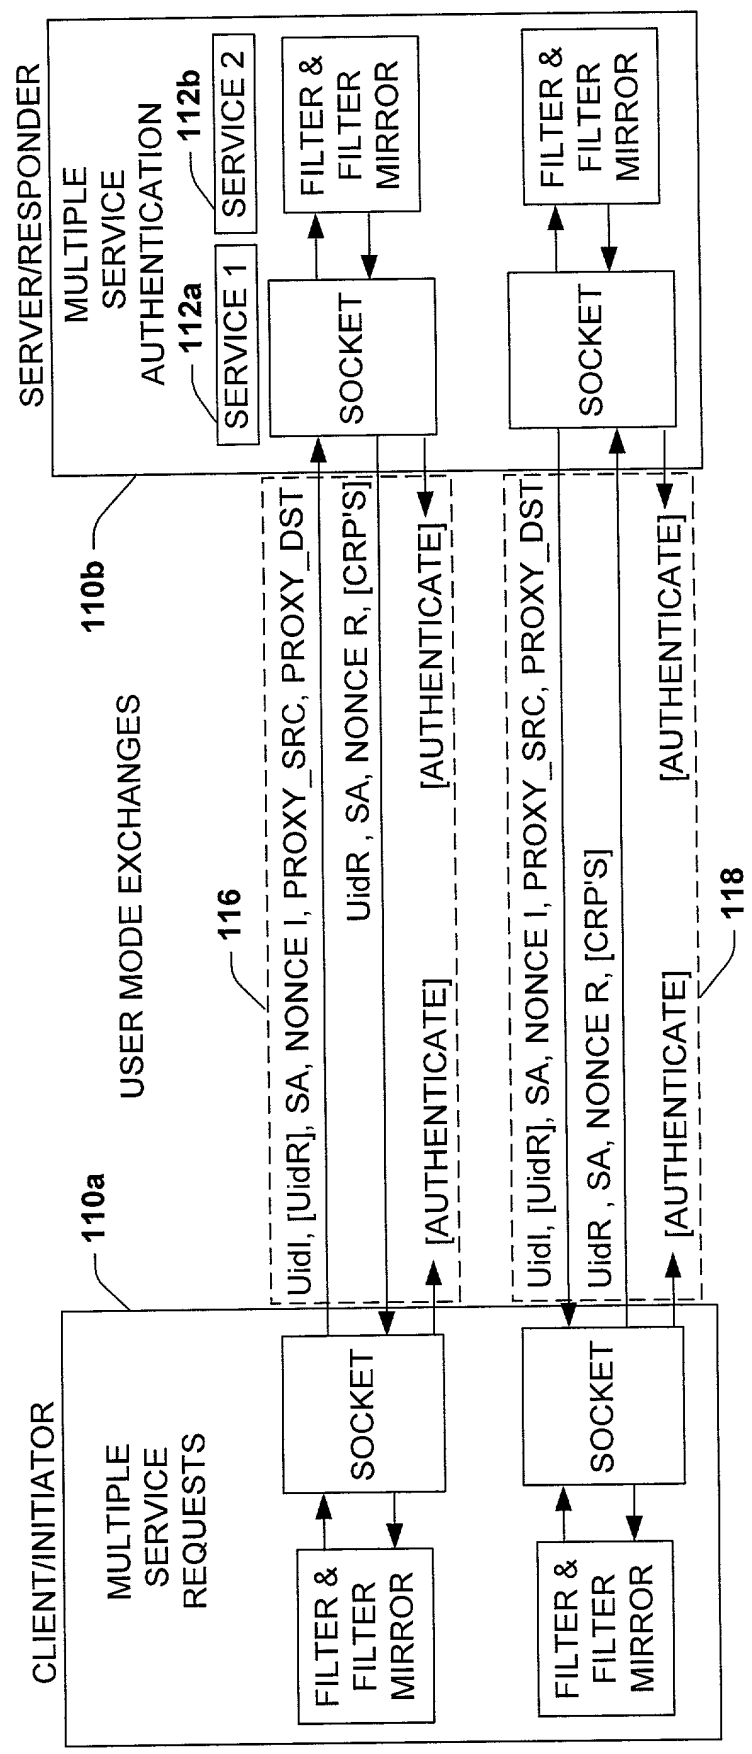 CLIENT/INITIATOR
110a
MULTIPLE
SERVICE
REQUESTS
FILTER &
FILTER
MIRROR
SOCKET
FILTER &
FILTER
MIRROR
SOCKET
USER MODE EXCHANGES
116
UidI, [UidR], SA, NONCE I, PROXY_SRC, PROXY_DST
UidR , SA, NONCE R, [CRP'S]
[AUTHENTICATE]
[AUTHENTICATE]
UidI, [UidR], SA, NONCE I, PROXY_SRC, PROXY_DST
UidR , SA, NONCE R, [CRP'S]
[AUTHENTICATE]
[AUTHENTICATE]
118
SERVER/RESPONDER
110b
MULTIPLE
SERVICE
AUTHENTICATION
112a
112b
SERVICE 1
SERVICE 2
SOCKET
FILTER &
FILTER
MIRROR
SOCKET
FILTER &
FILTER
MIRROR